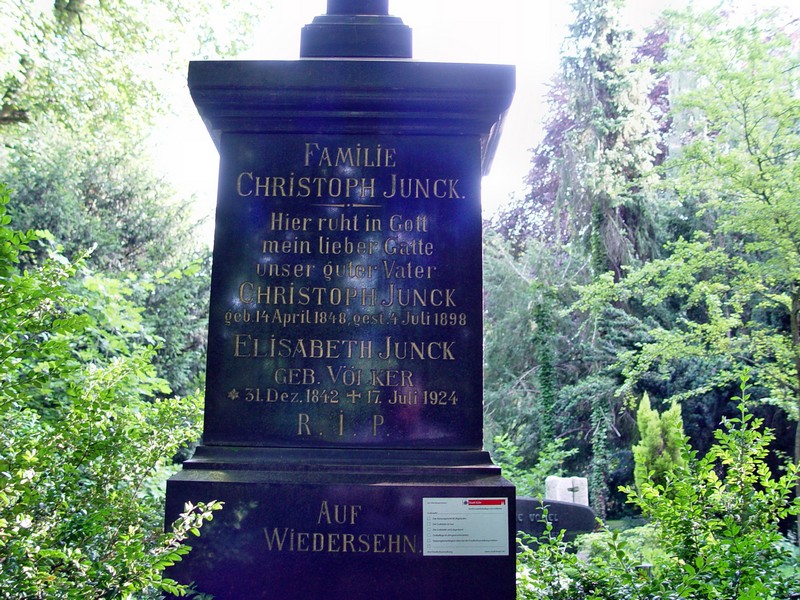 FAMILIE
CHRISTOPH JUNCK.
Hier ruht in Gott
mein lieber Gatte
unser guter Vater
CHRISTOPH JUNCK
geb. 14 April 1848, gest. 4 Juli 1898
ELISABETH JUNCK
GEB. VÖLKER
* 31. Dez. 1842 ✝ 17. Juli 1924
R. I. P.
AUF
WIEDERSEHN.